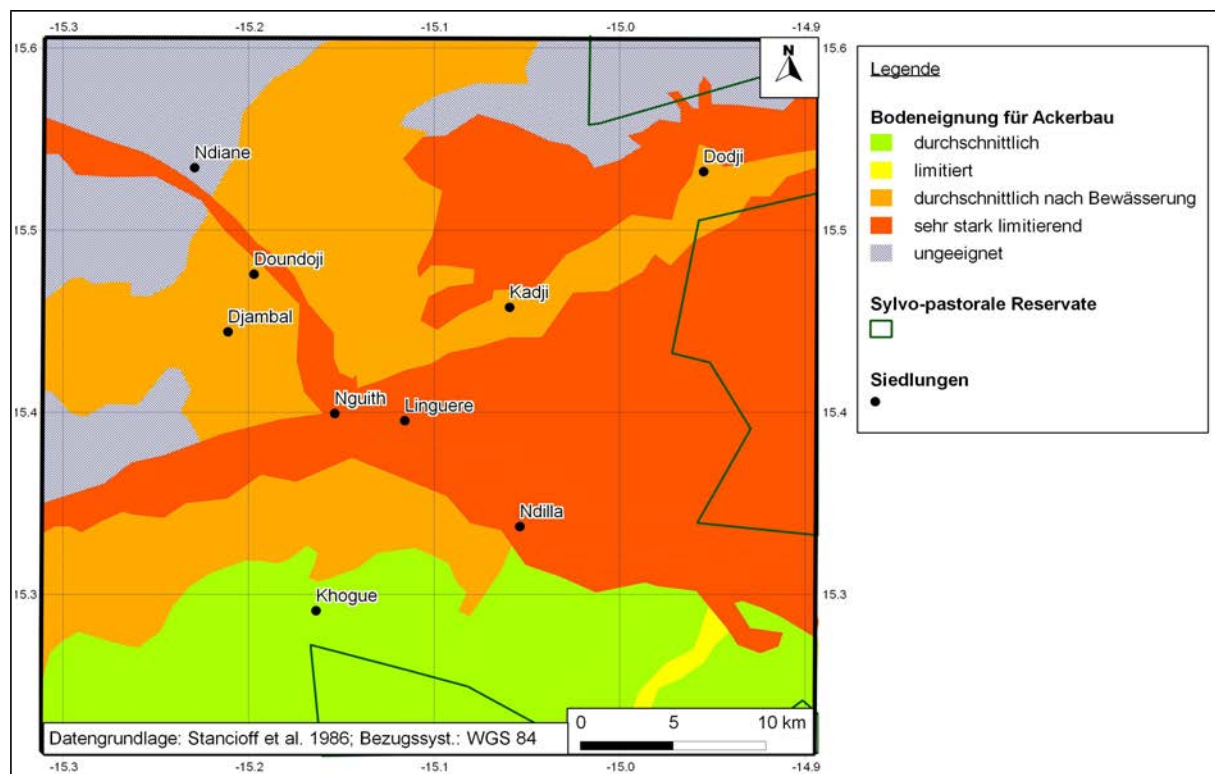 -15.3 -15.2 -15.1 -15.0 -14.9
15.6 15.6
N
Ndiane
Dodji
15.5 15.5
Doundoji
Kadji
Djambal
Nguith
Linguere
15.4 15.4
Ndilla
15.3 15.3
Khogue
0 5 10 km
Datengrundlage: Stancioff et al. 1986; Bezugssyst.: WGS 84
-15.3 -15.2 -15.1 -15.0 -14.9
Legende
Bodeneignung für Ackerbau
durchschnittlich
limitiert
durchschnittlich nach Bewässerung
sehr stark limitierend
ungeeignet
Sylvo-pastorale Reservate
Siedlungen